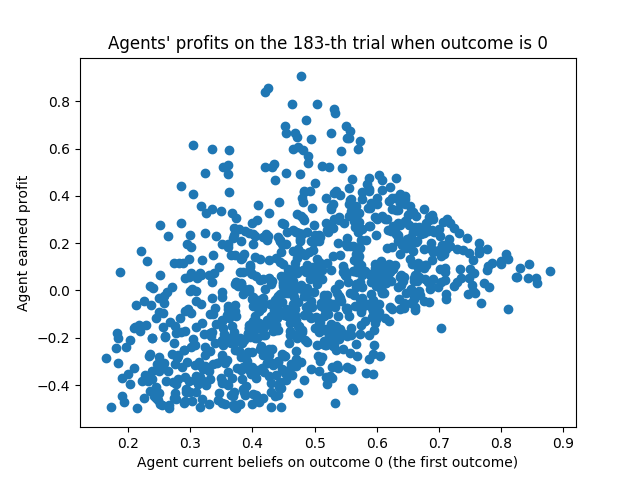 Agents' profits on the 183-th trial when outcome is 0
Agent earned profit
0.8
0.6
0.4
0.2
0.0
−0.2
−0.4
0.2 0.3 0.4 0.5 0.6 0.7 0.8 0.9
Agent current beliefs on outcome 0 (the first outcome)